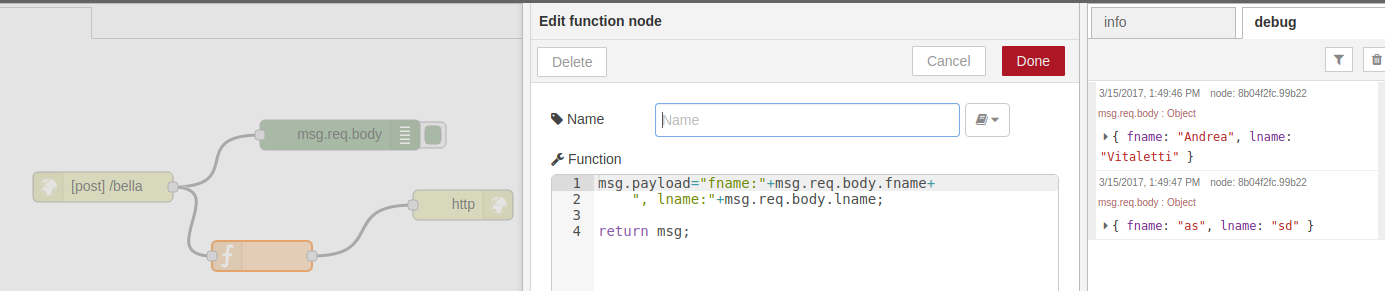 Edit function node
info
debug
Delete
Cancel
Done
Name
Name
Function
1 msg.payload="fname:"+msg.req.body.fname+
2 ", lname:"+msg.req.body.lname;
3
4 return msg;
msg.req.body
[post] /bella
http
f
3/15/2017, 1:49:46 PM node: 8b04f2fc.99b22
msg.req.body : Object
{ fname: "Andrea", lname:
"Vitaletti" }
3/15/2017, 1:49:47 PM node: 8b04f2fc.99b22
msg.req.body : Object
{ fname: "as", lname: "sd" }